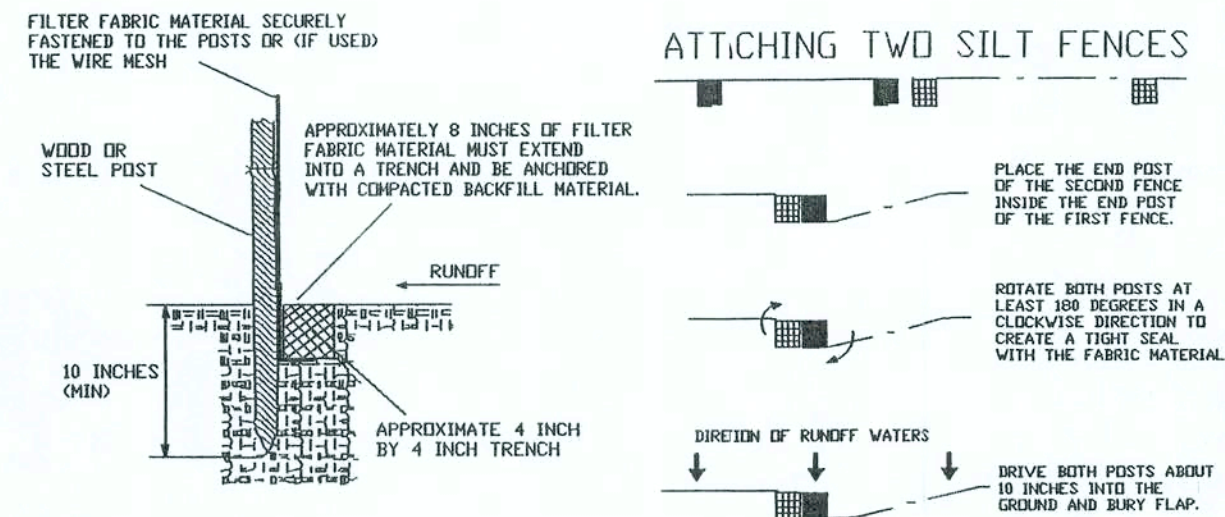 FILTER FABRIC MATERIAL SECURELY
FASTENED TO THE POSTS OR (IF USED)
THE WIRE MESH
WOOD OR
STEEL POST
APPROXIMATELY 8 INCHES OF FILTER
FABRIC MATERIAL MUST EXTEND
INTO A TRENCH AND BE ANCHORED
WITH COMPACTED BACKFILL MATERIAL.
RUNOFF
10 INCHES
(MIN)
APPROXIMATE 4 INCH
BY 4 INCH TRENCH
ATTACHING TWO SILT FENCES
PLACE THE END POST
OF THE SECOND FENCE
INSIDE THE END POST
OF THE FIRST FENCE.
ROTATE BOTH POSTS AT
LEAST 180 DEGREES IN A
CLOCKWISE DIRECTION TO
CREATE A TIGHT SEAL
WITH THE FABRIC MATERIAL
DIRETION OF RUNOFF WATERS
DRIVE BOTH POSTS ABOUT
10 INCHES INTO THE
GROUND AND BURY FLAP.